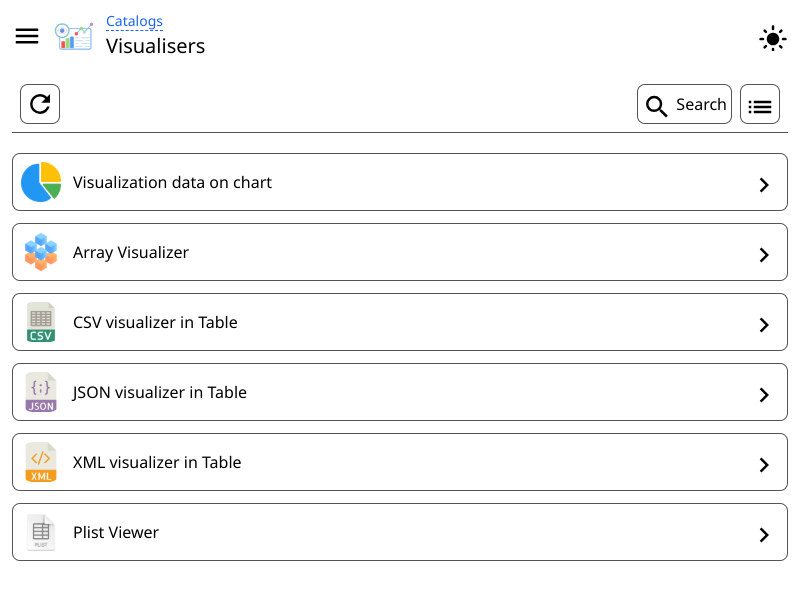 Catalogs
Visualisers
Search
Visualization data on chart
Array Visualizer
CSV visualizer in Table
CSV
JSON visualizer in Table
{;}
JSON
XML visualizer in Table
</>
XML
Plist Viewer
PLIST